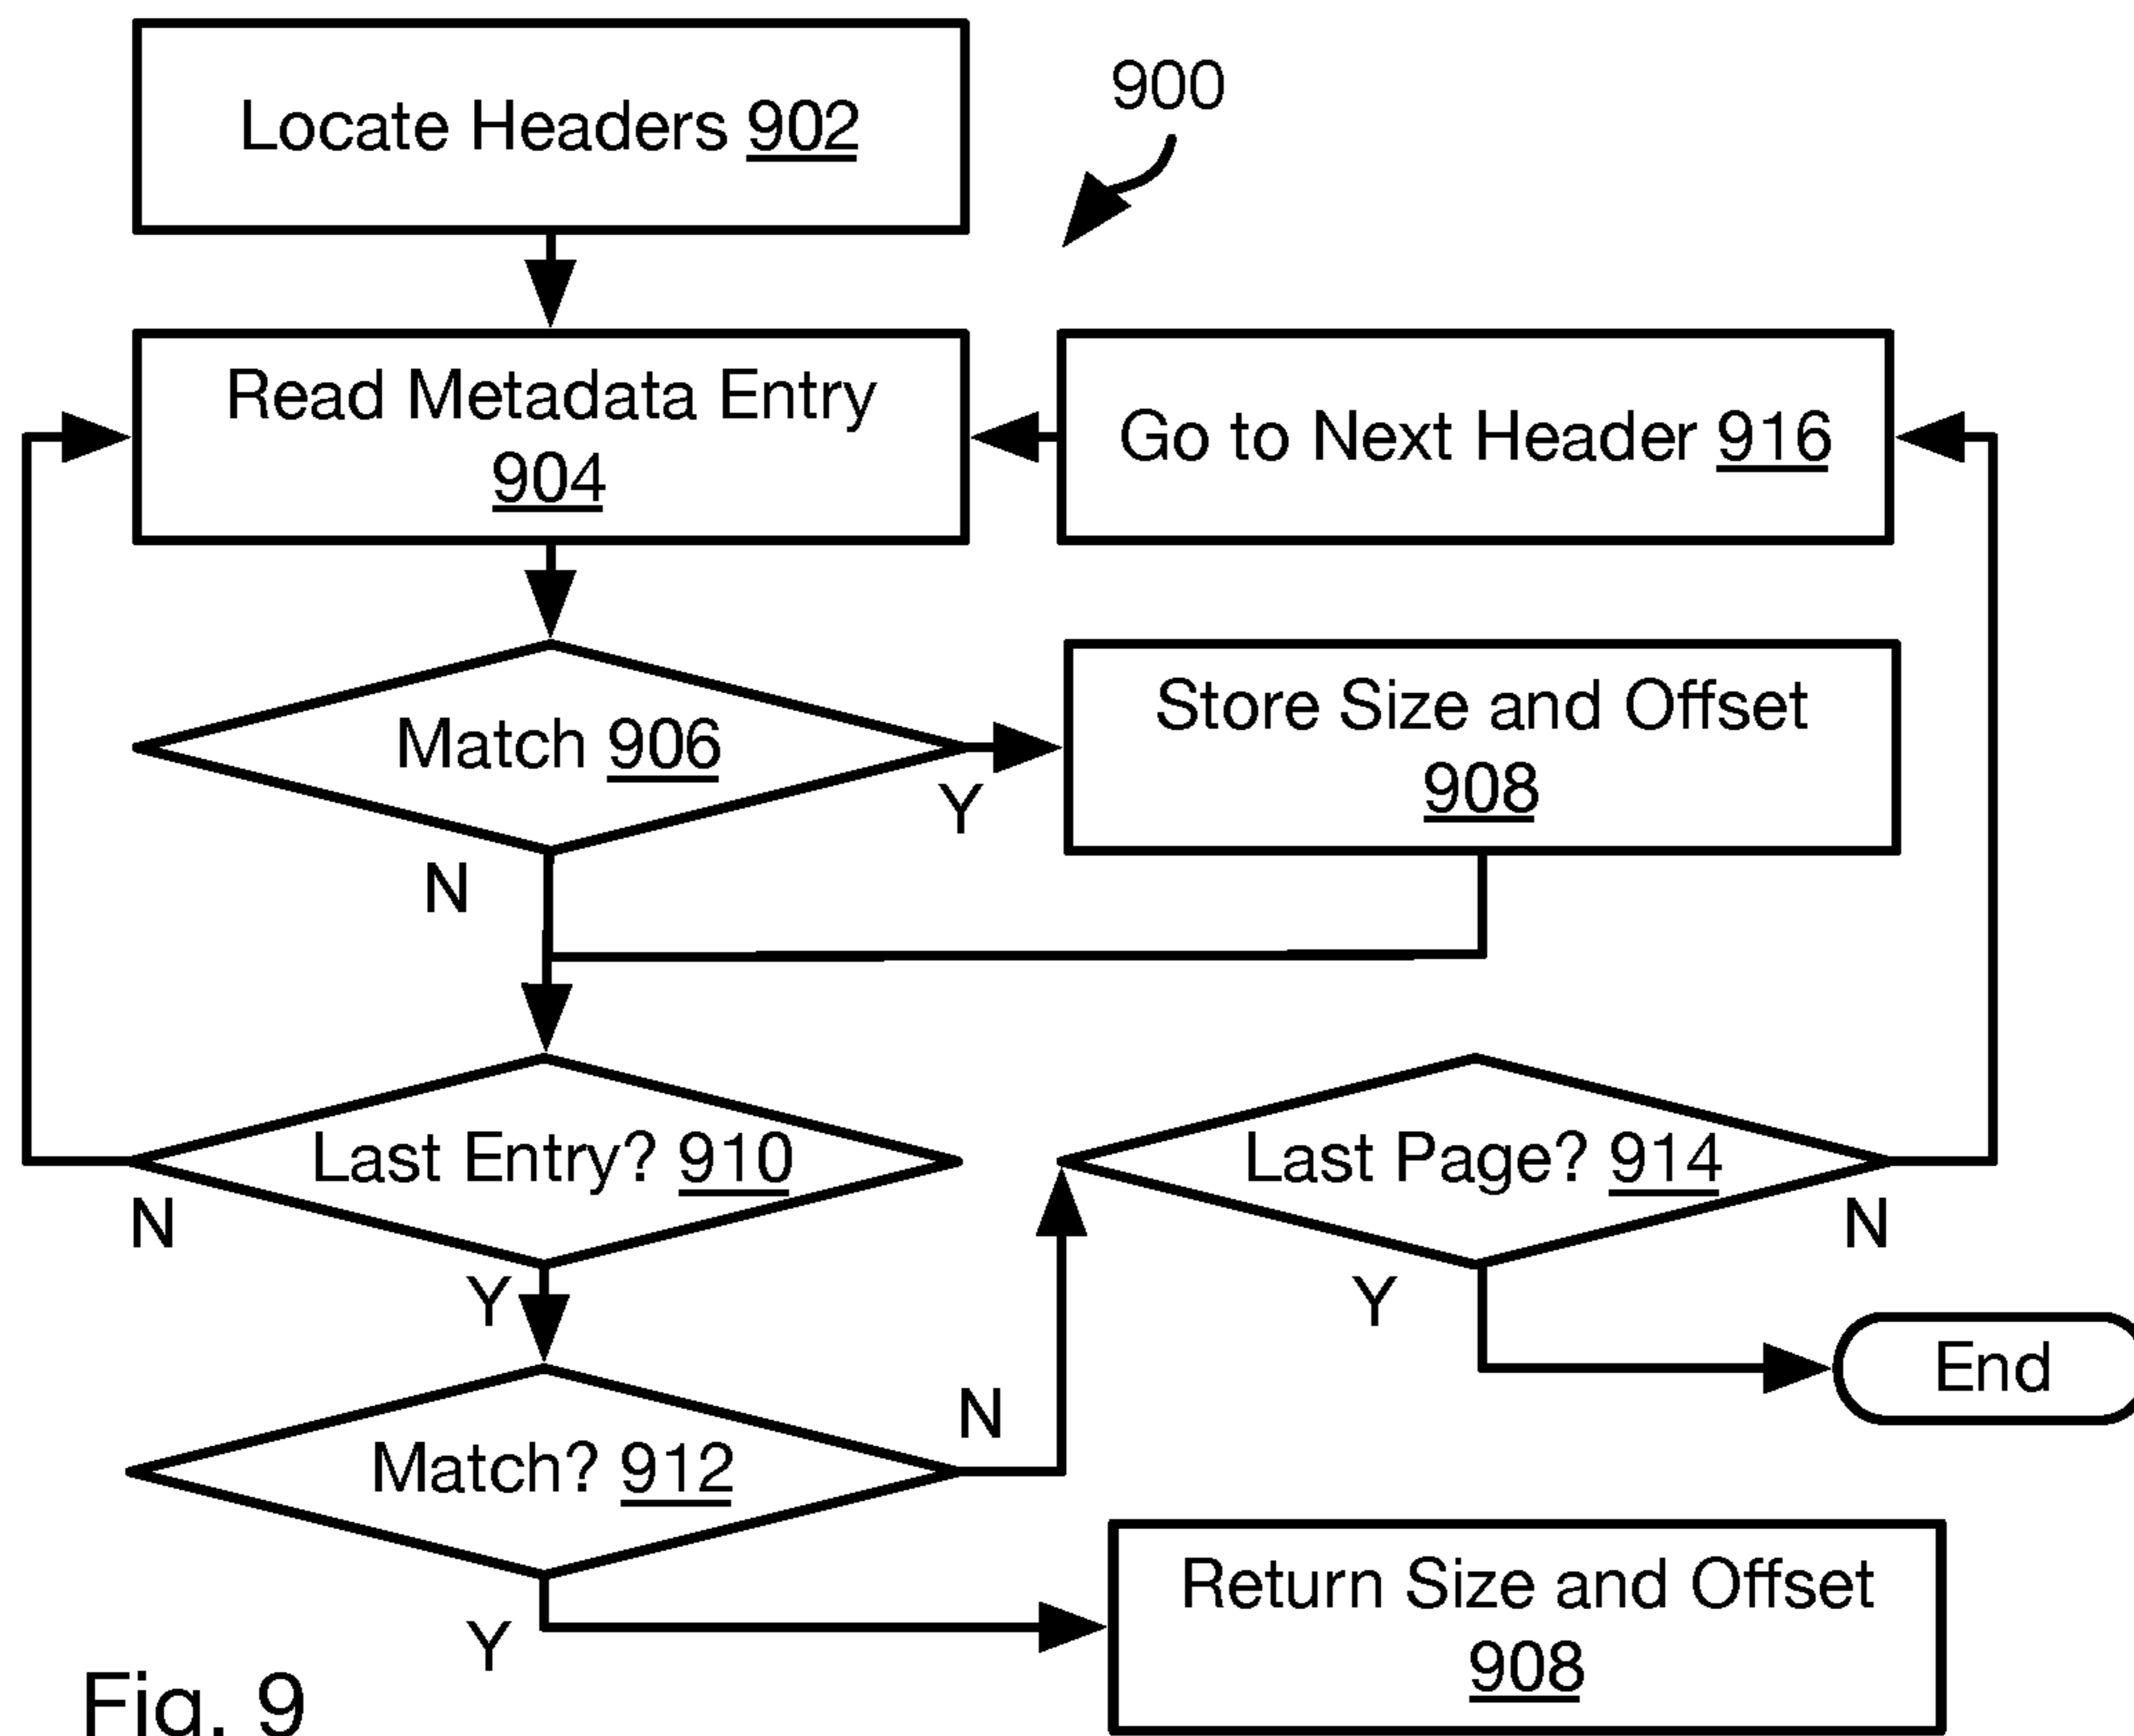 Locate Headers 902
900
Read Metadata Entry
904
Go to Next Header 916
Match 906
Y
N
Store Size and Offset
908
Last Entry? 910
N
Y
Last Page? 914
N
Y
End
Match? 912
N
Y
Return Size and Offset
908
Fig. 9